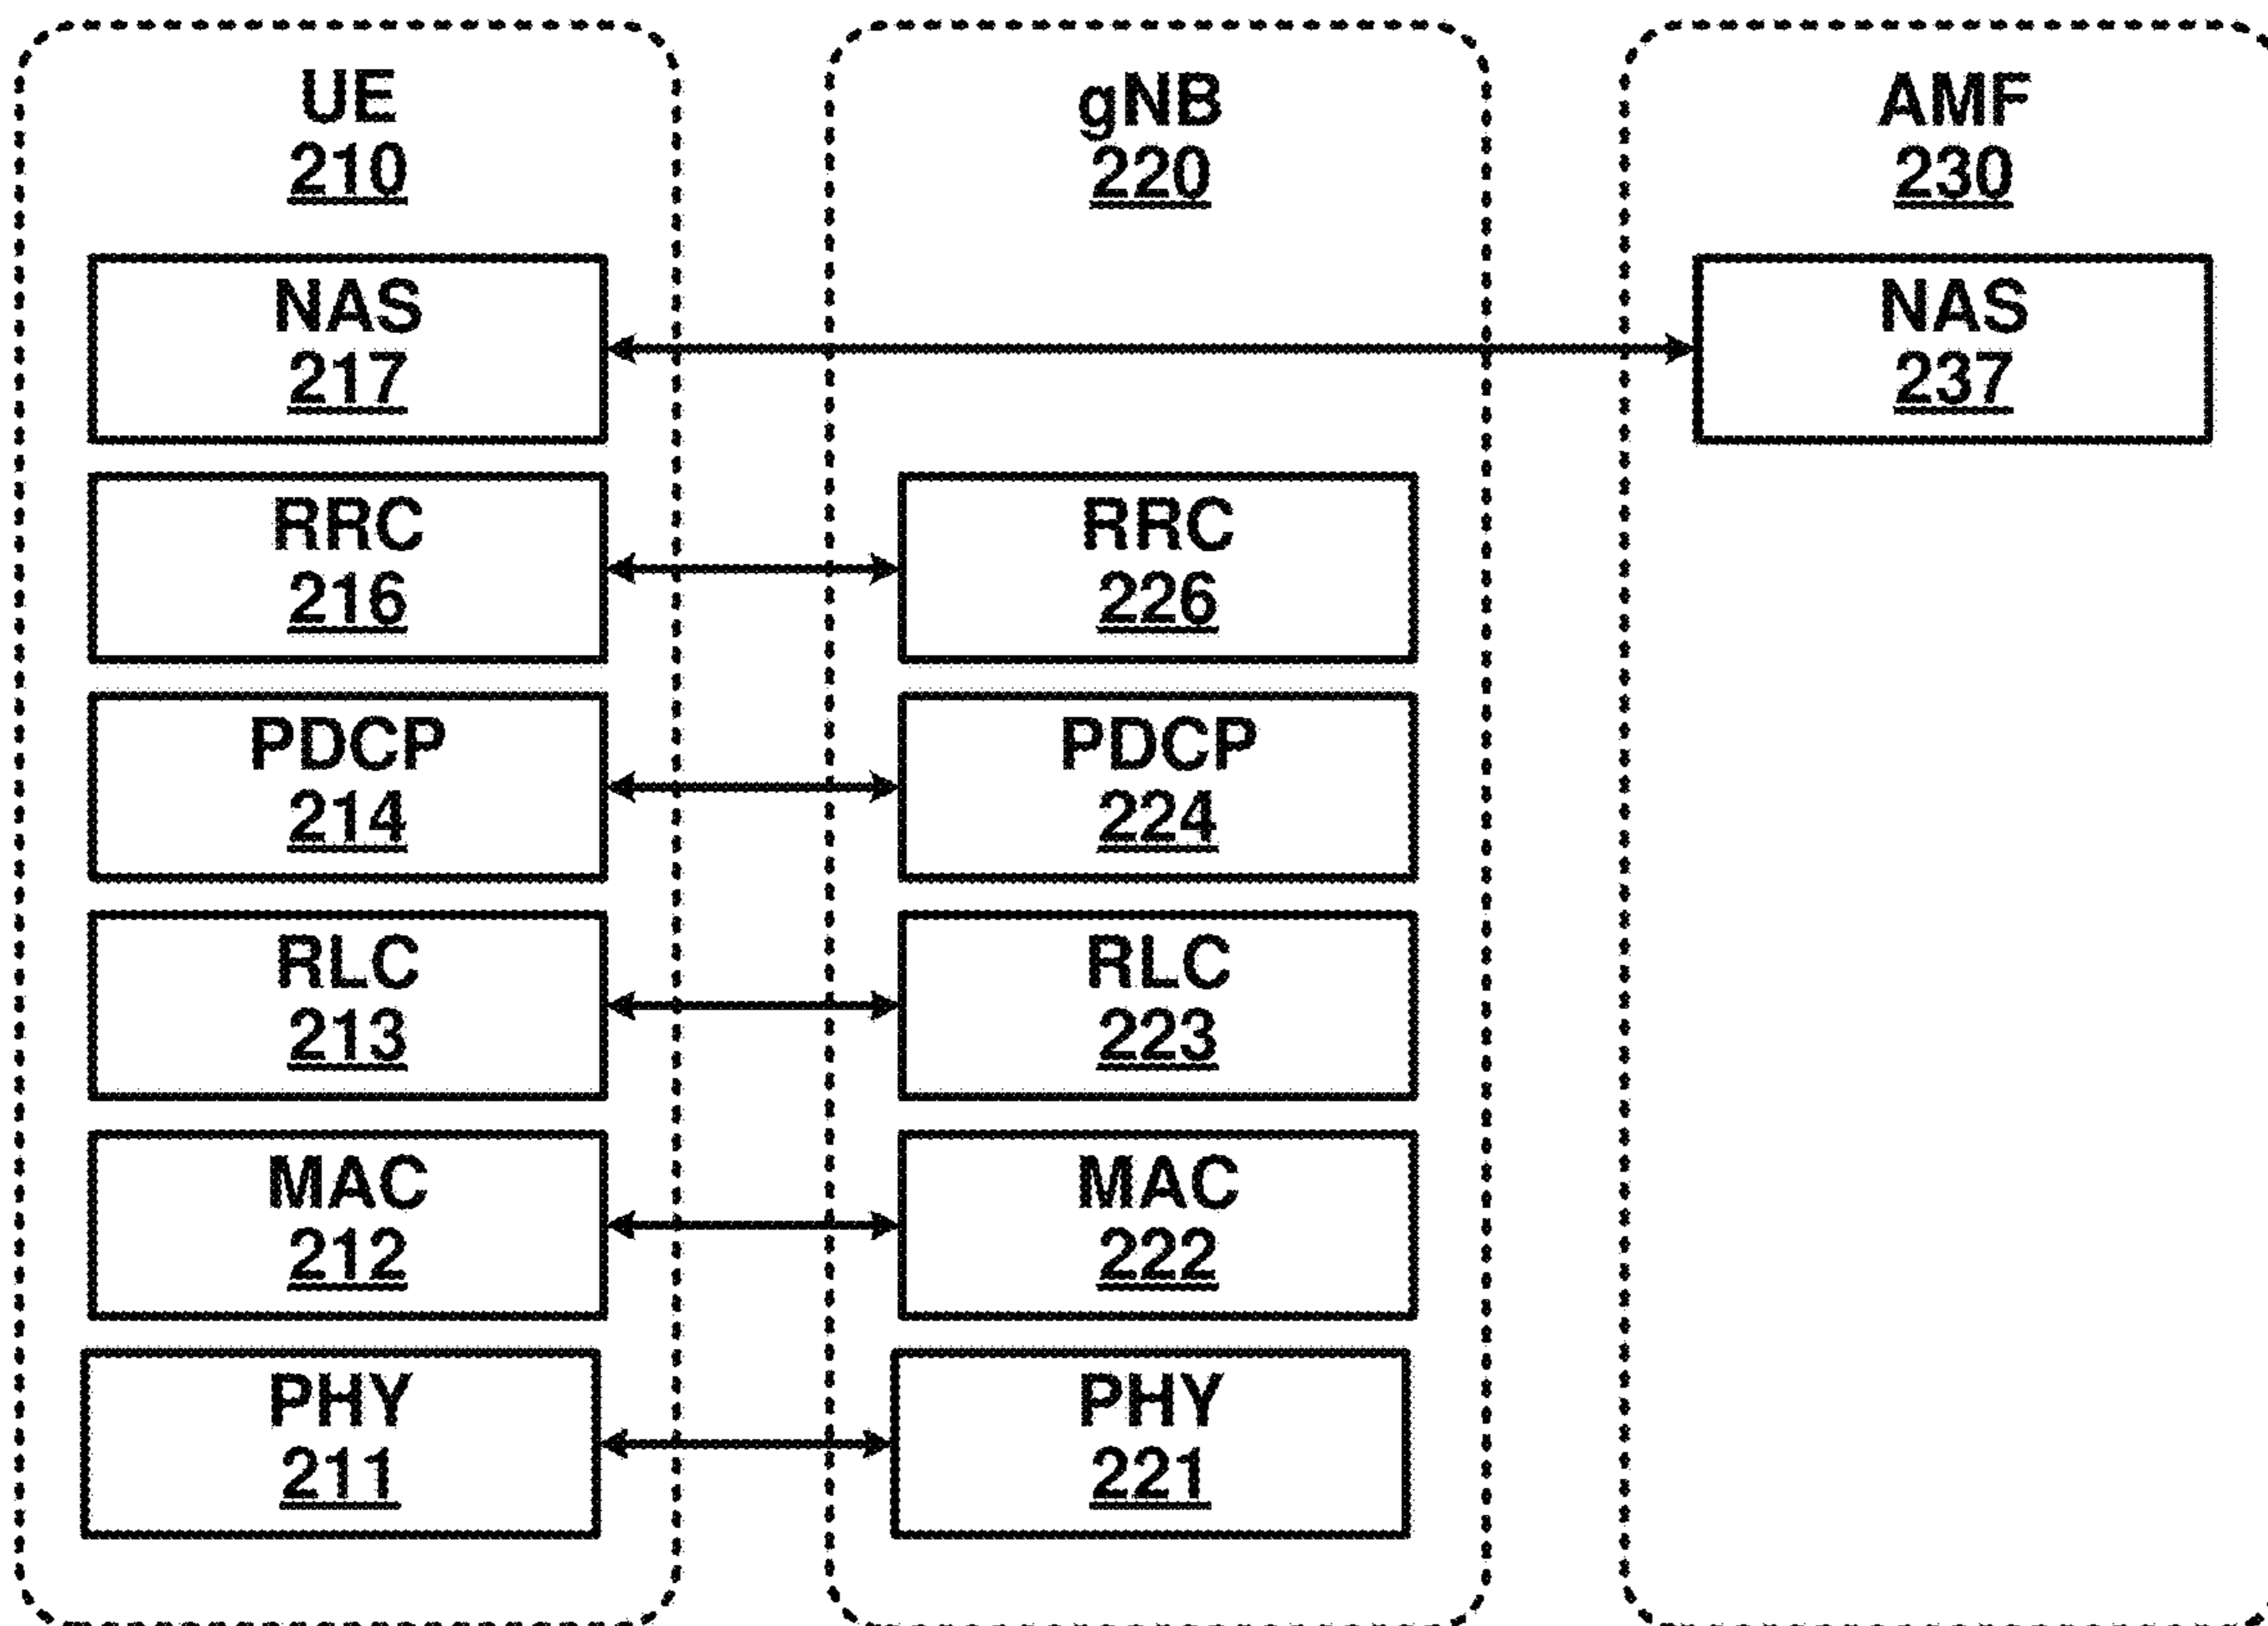 UE
210
gNB
220
AMF
230
NAS
217
NAS
237
RRC
216
RRC
226
PDCP
214
PDCP
224
RLC
213
RLC
223
MAC
212
MAC
222
PHY
211
PHY
221